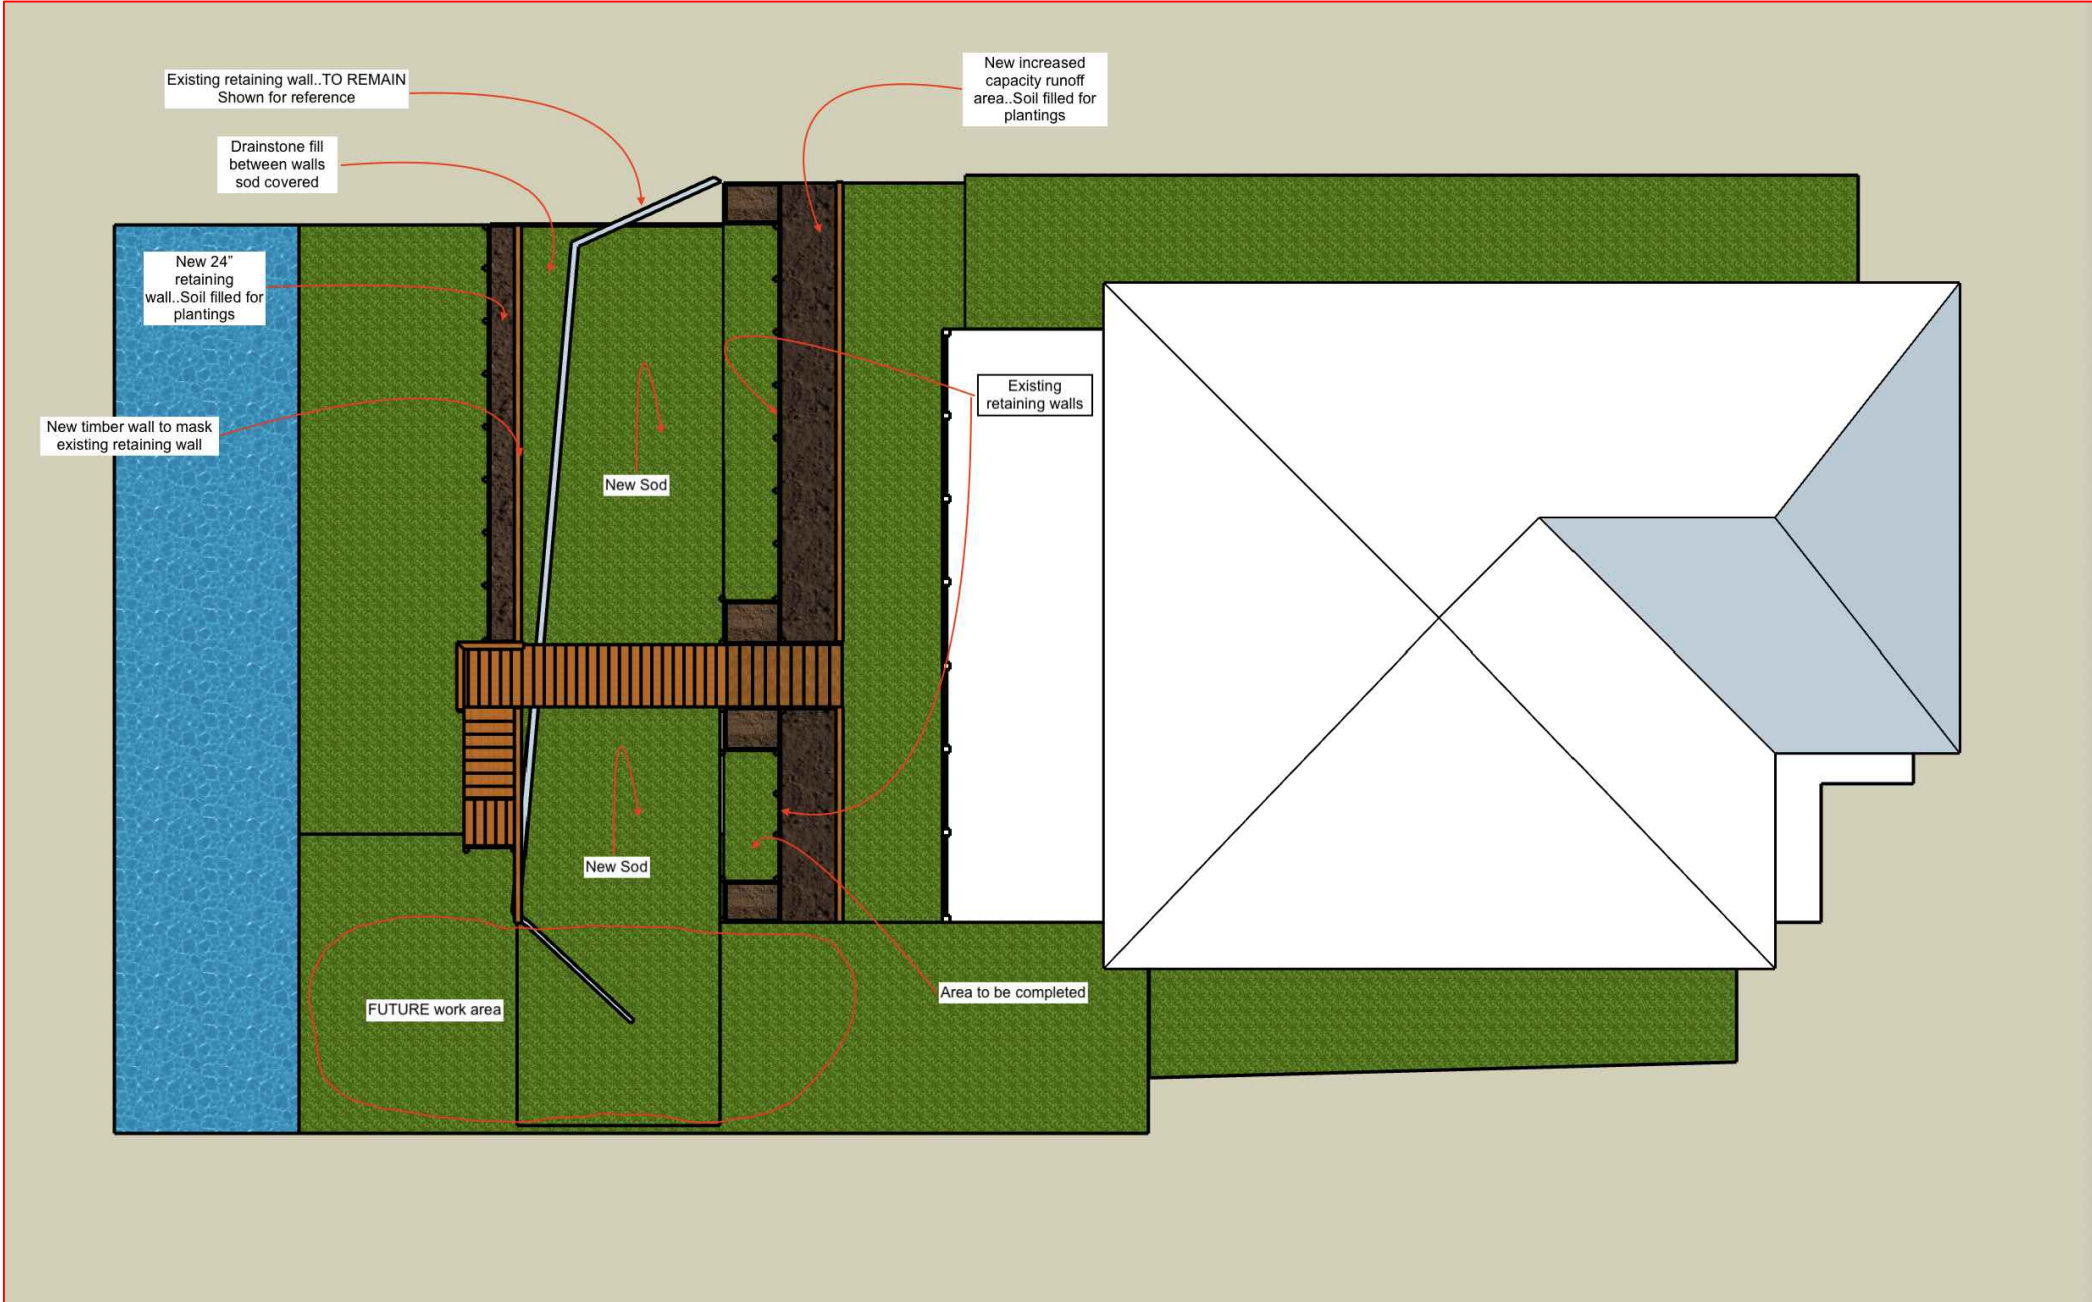 Existing retaining wall..TO REMAIN
Shown for reference
New increased
capacity runoff
area..Soil filled for
plantings
Drainstone fill
between walls
sod covered
New 24"
retaining
wall..Soil filled for
plantings
Existing
retaining walls
New timber wall to mask
existing retaining wall
New Sod
New Sod
Area to be completed
FUTURE work area